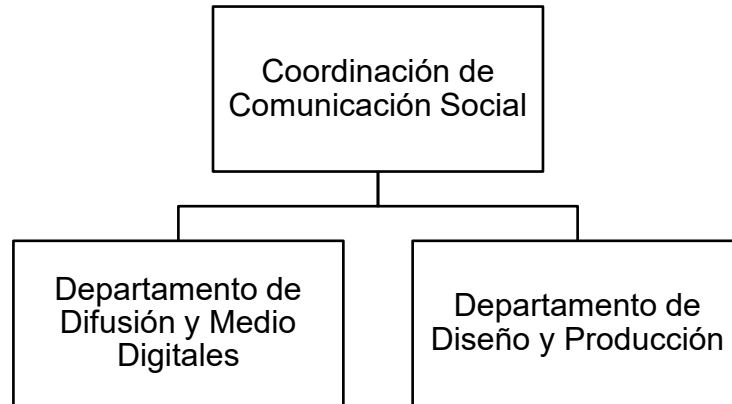 Coordinación de
Comunicación Social
Departamento de
Difusión y Medio
Digitales
Departamento de
Diseño y Producción